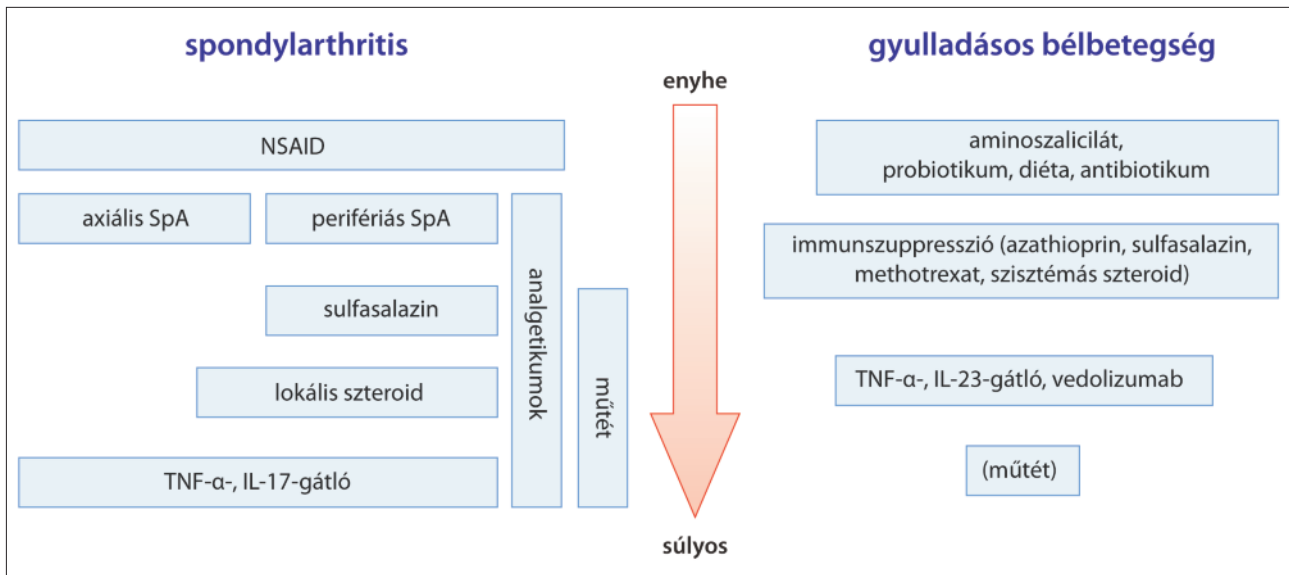 spondylarthritis
gyulladásos bélbetegség
enyhe
NSAID
axiális SpA
perifériás SpA
sulfasalazin
lokális szteroid
TNF-α-, IL-17-gátló
analgetikumok
műtét
súlyos
aminoszalicilát,
probiotikum, diéta, antibiotikum
immunszuppresszió (azathioprin, sulfasalazin,
methotrexat, szisztémás szteroid)
TNF-α-, IL-23-gátló, vedolizumab
(műtét)